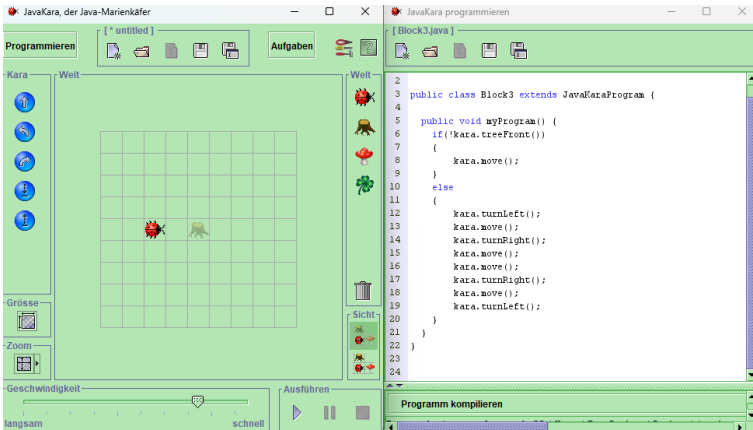 JavaKara, der Java-Marienkäfer
Programmieren
[ * untitled ]
Aufgaben
Kara
Welt
Welt
Grösse
Zoom
Sicht
Geschwindigkeit
langsam
schnell
Ausführen
JavaKara programmieren
[ Block3.java ]
2
3 public class Block3 extends JavaKaraProgram {
4
5 public void myProgram() {
6 if(!kara.treeFront())
7 {
8 kara.move();
9 }
10 else
11 {
12 kara.turnLeft();
13 kara.move();
14 kara.turnRight();
15 kara.move();
16 kara.move();
17 kara.turnRight();
18 kara.move();
19 kara.turnLeft();
20 }
21 }
22 }
23
24
Programm kompilieren